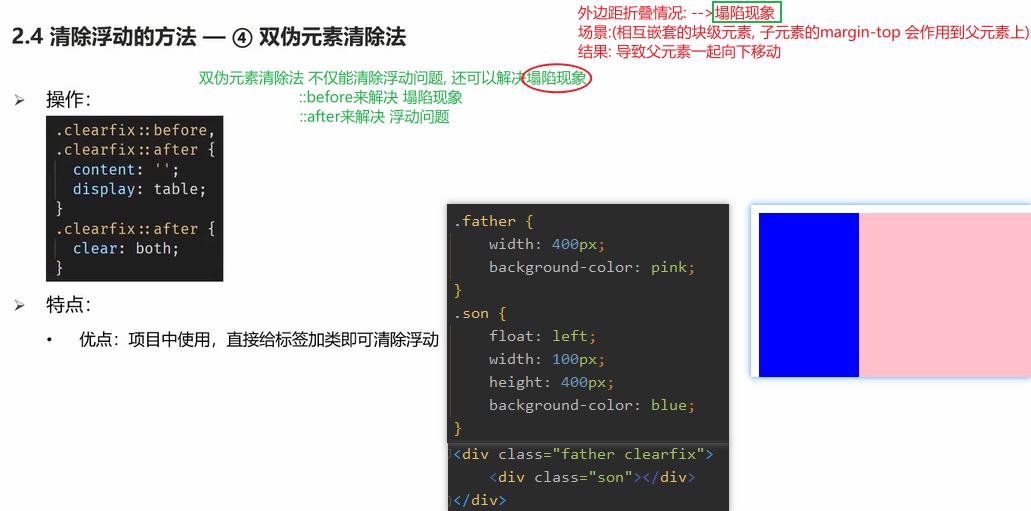 外边距折叠情况: -->塌陷现象
场景:(相互嵌套的块级元素, 子元素的margin-top 会作用到父元素上)
结果: 导致父元素一起向下移动
2.4 清除浮动的方法 — ④ 双伪元素清除法
双伪元素清除法 不仅能清除浮动问题, 还可以解决塌陷现象
::before来解决 塌陷现象
::after来解决 浮动问题
➢ 操作:
.clearfix::before,
.clearfix::after {
content: '';
display: table;
}
.clearfix::after {
clear: both;
}
➢ 特点:
• 优点：项目中使用，直接给标签加类即可清除浮动
.father {
width: 400px;
background-color: pink;
}
.son {
float: left;
width: 100px;
height: 400px;
background-color: blue;
}
<div class="father clearfix">
<div class="son"></div>
</div>